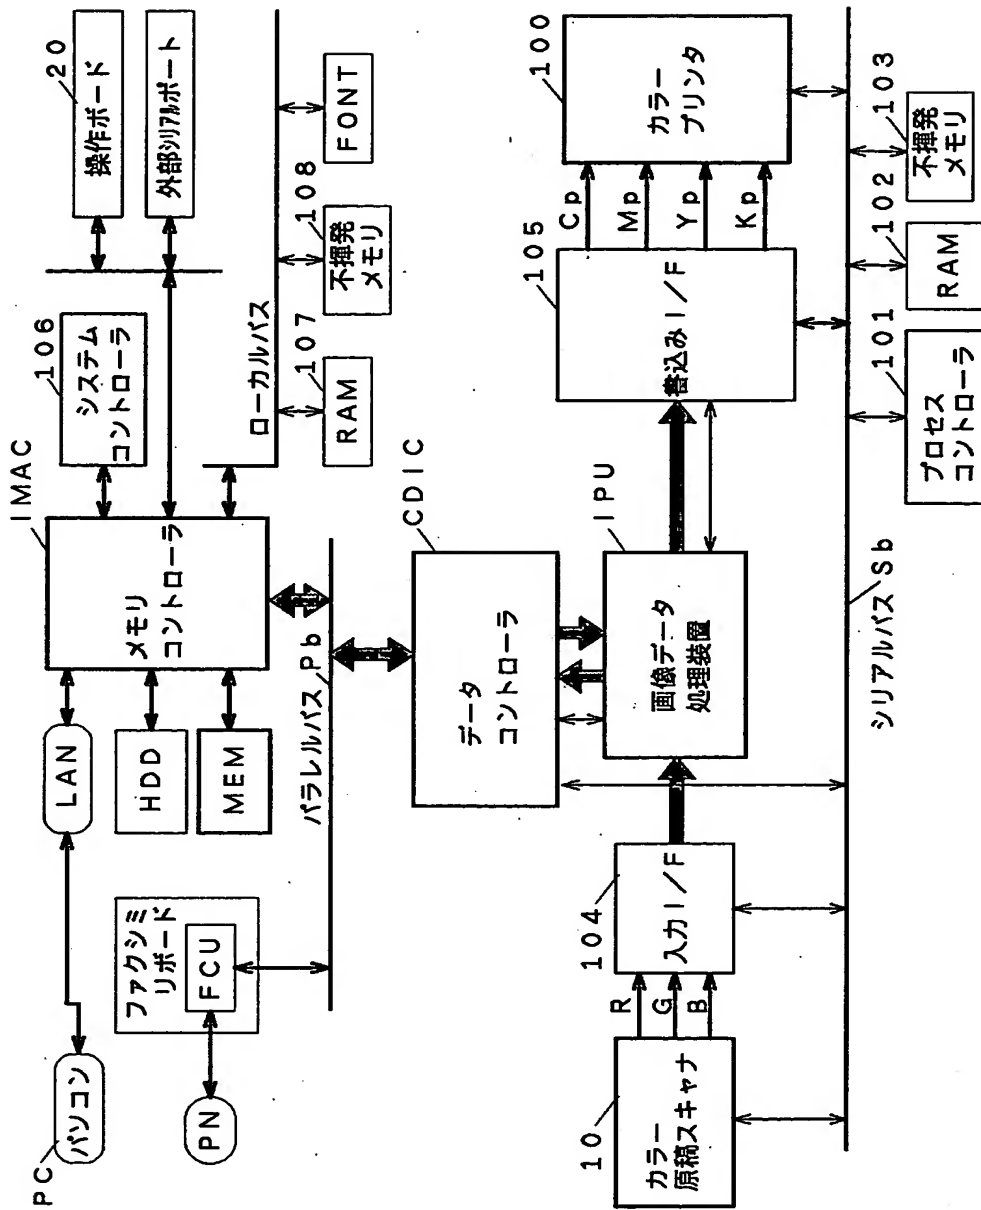 PC
パソコン
PN
ファクシミ
リボード
FCU
LAN
HDD
MEM
IMAC
メモリ
コントローラ
106
システム
コントローラ
20
操作ボード
外部シリアルポート
ローカルバス
107
RAM
108
不揮発
メモリ
FONT
パラレルバス Pb
CDIC
データ
コントローラ
10
カラー
原稿スキャナ
R
G
B
104
入力I/F
IPU
画像データ
処理装置
105
書込みI/F
Cp
Mp
Yp
Kp
100
カラー
プリンタ
シリアルバス Sb
101
プロセス
コントローラ
102
RAM
103
不揮発
メモリ